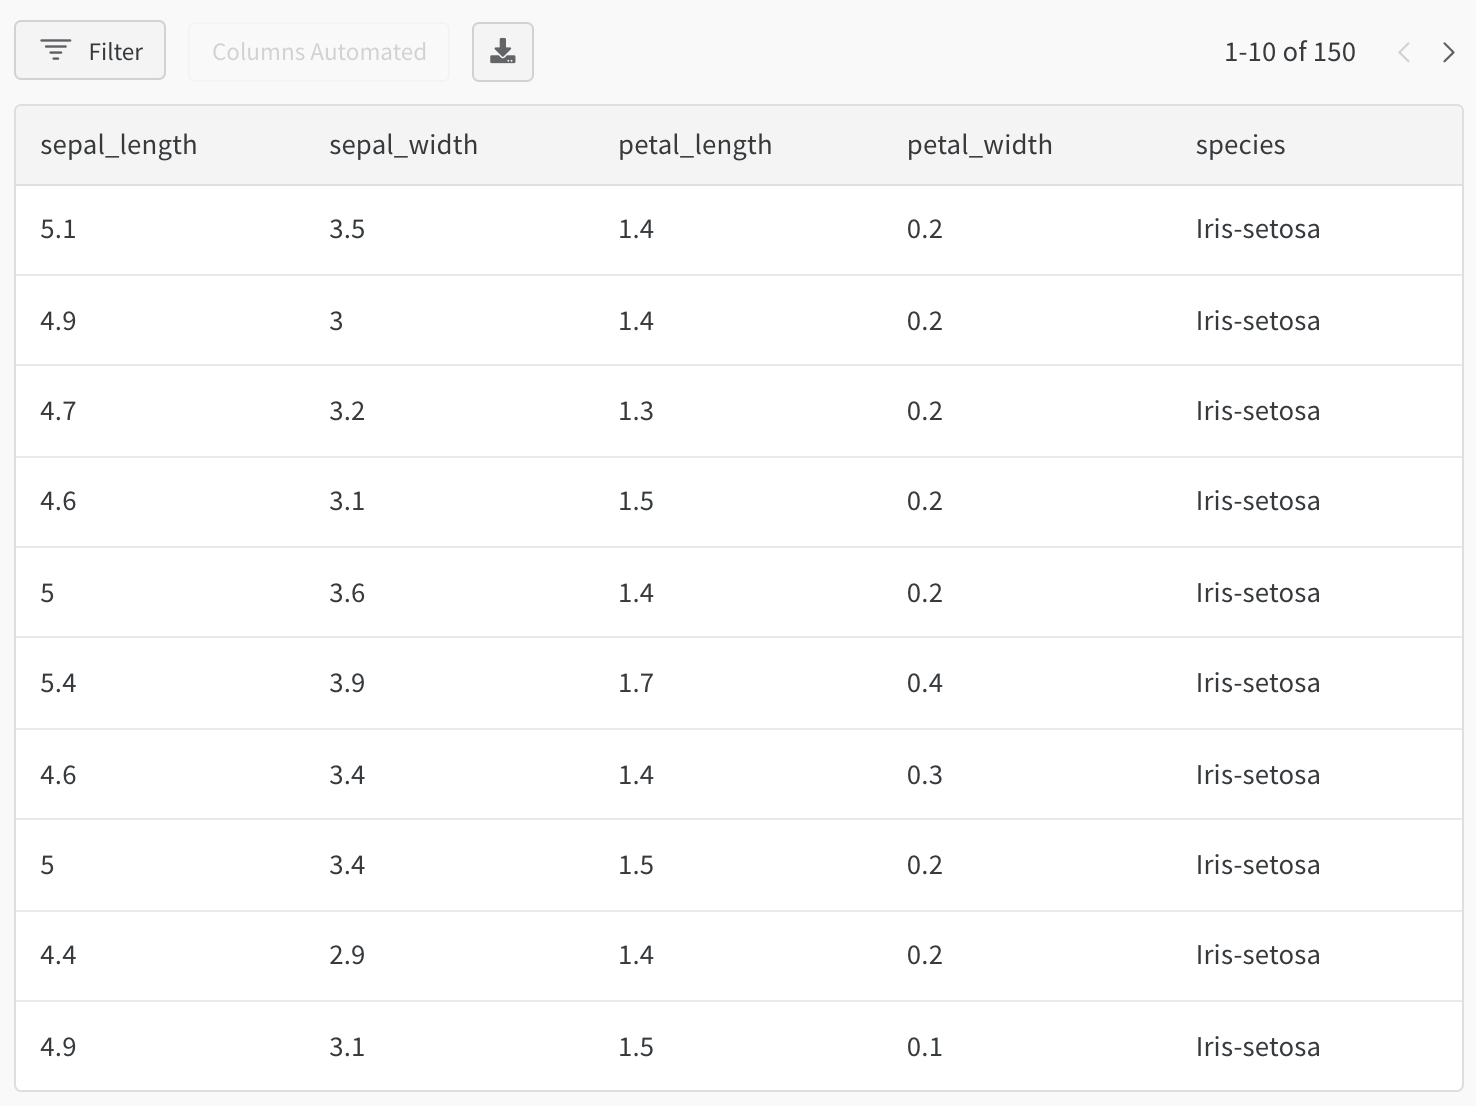 Filter Columns Automated 1-10 of 150
sepal_length sepal_width petal_length petal_width species
5.1 3.5 1.4 0.2 Iris-setosa
4.9 3 1.4 0.2 Iris-setosa
4.7 3.2 1.3 0.2 Iris-setosa
4.6 3.1 1.5 0.2 Iris-setosa
5 3.6 1.4 0.2 Iris-setosa
5.4 3.9 1.7 0.4 Iris-setosa
4.6 3.4 1.4 0.3 Iris-setosa
5 3.4 1.5 0.2 Iris-setosa
4.4 2.9 1.4 0.2 Iris-setosa
4.9 3.1 1.5 0.1 Iris-setosa